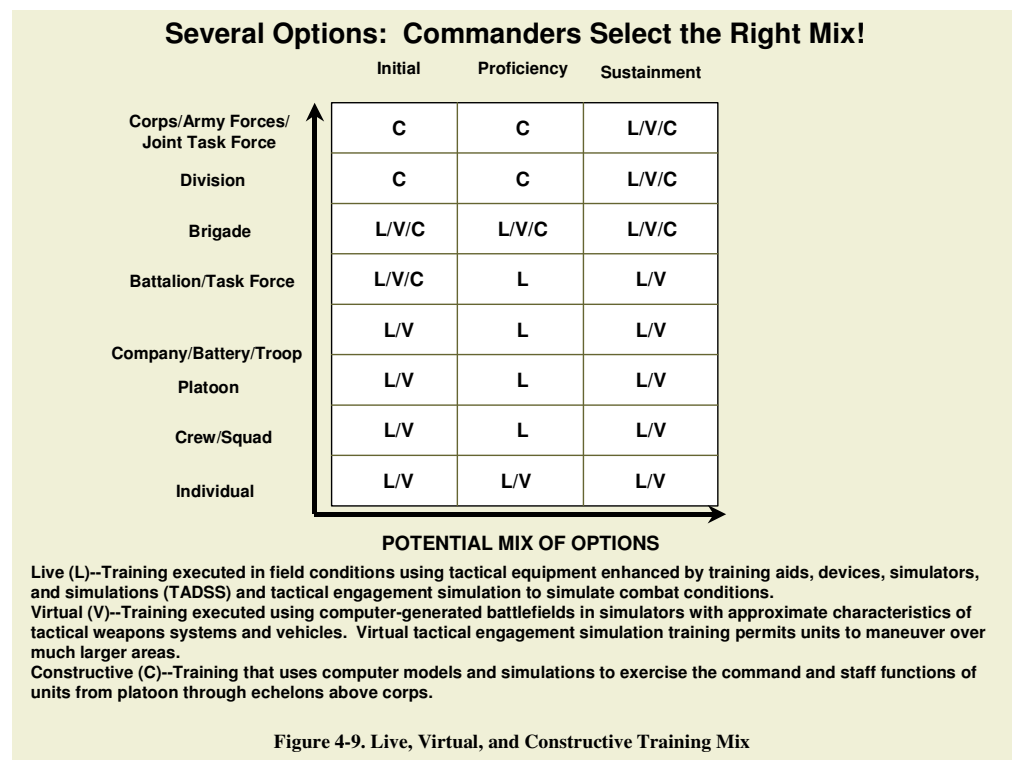 Several Options:  Commanders Select the Right Mix!
Initial Proficiency Sustainment
Corps/Army Forces/
Joint Task Force
C C L/V/C
Division C C L/V/C
Brigade L/V/C L/V/C L/V/C
Battalion/Task Force L/V/C L L/V
L/V L L/V
Company/Battery/Troop
Platoon L/V L L/V
Crew/Squad L/V L L/V
Individual L/V L/V L/V
POTENTIAL MIX OF OPTIONS
Live (L)--Training executed in field conditions using tactical equipment enhanced by training aids, devices, simulators,
and simulations (TADSS) and tactical engagement simulation to simulate combat conditions.
Virtual (V)--Training executed using computer-generated battlefields in simulators with approximate characteristics of
tactical weapons systems and vehicles.  Virtual tactical engagement simulation training permits units to maneuver over
much larger areas.
Constructive (C)--Training that uses computer models and simulations to exercise the command and staff functions of
units from platoon through echelons above corps.
Figure 4-9. Live, Virtual, and Constructive Training Mix